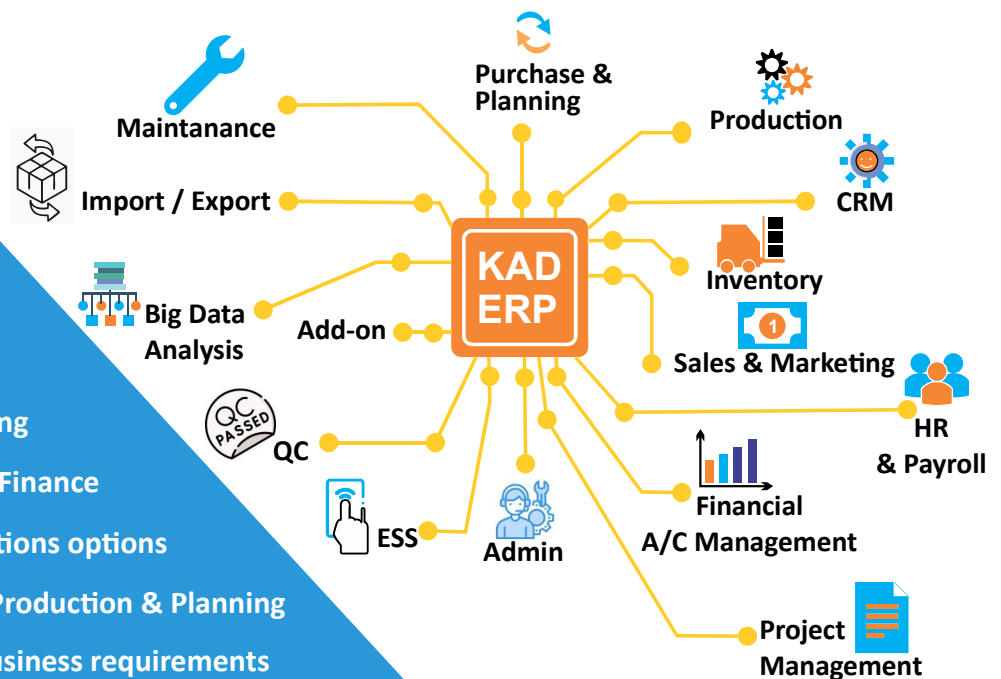 Purchase &
Planning
Production
Maintanance
CRM
Import / Export
KAD
ERP
Inventory
Big Data
Analysis
Add-on
1
Sales & Marketing
QC
PASSED
QC
HR
& Payroll
Financial
A/C Management
ESS
Admin
Project
Management
ng
Finance
tions options
Production & Planning
usiness requirements